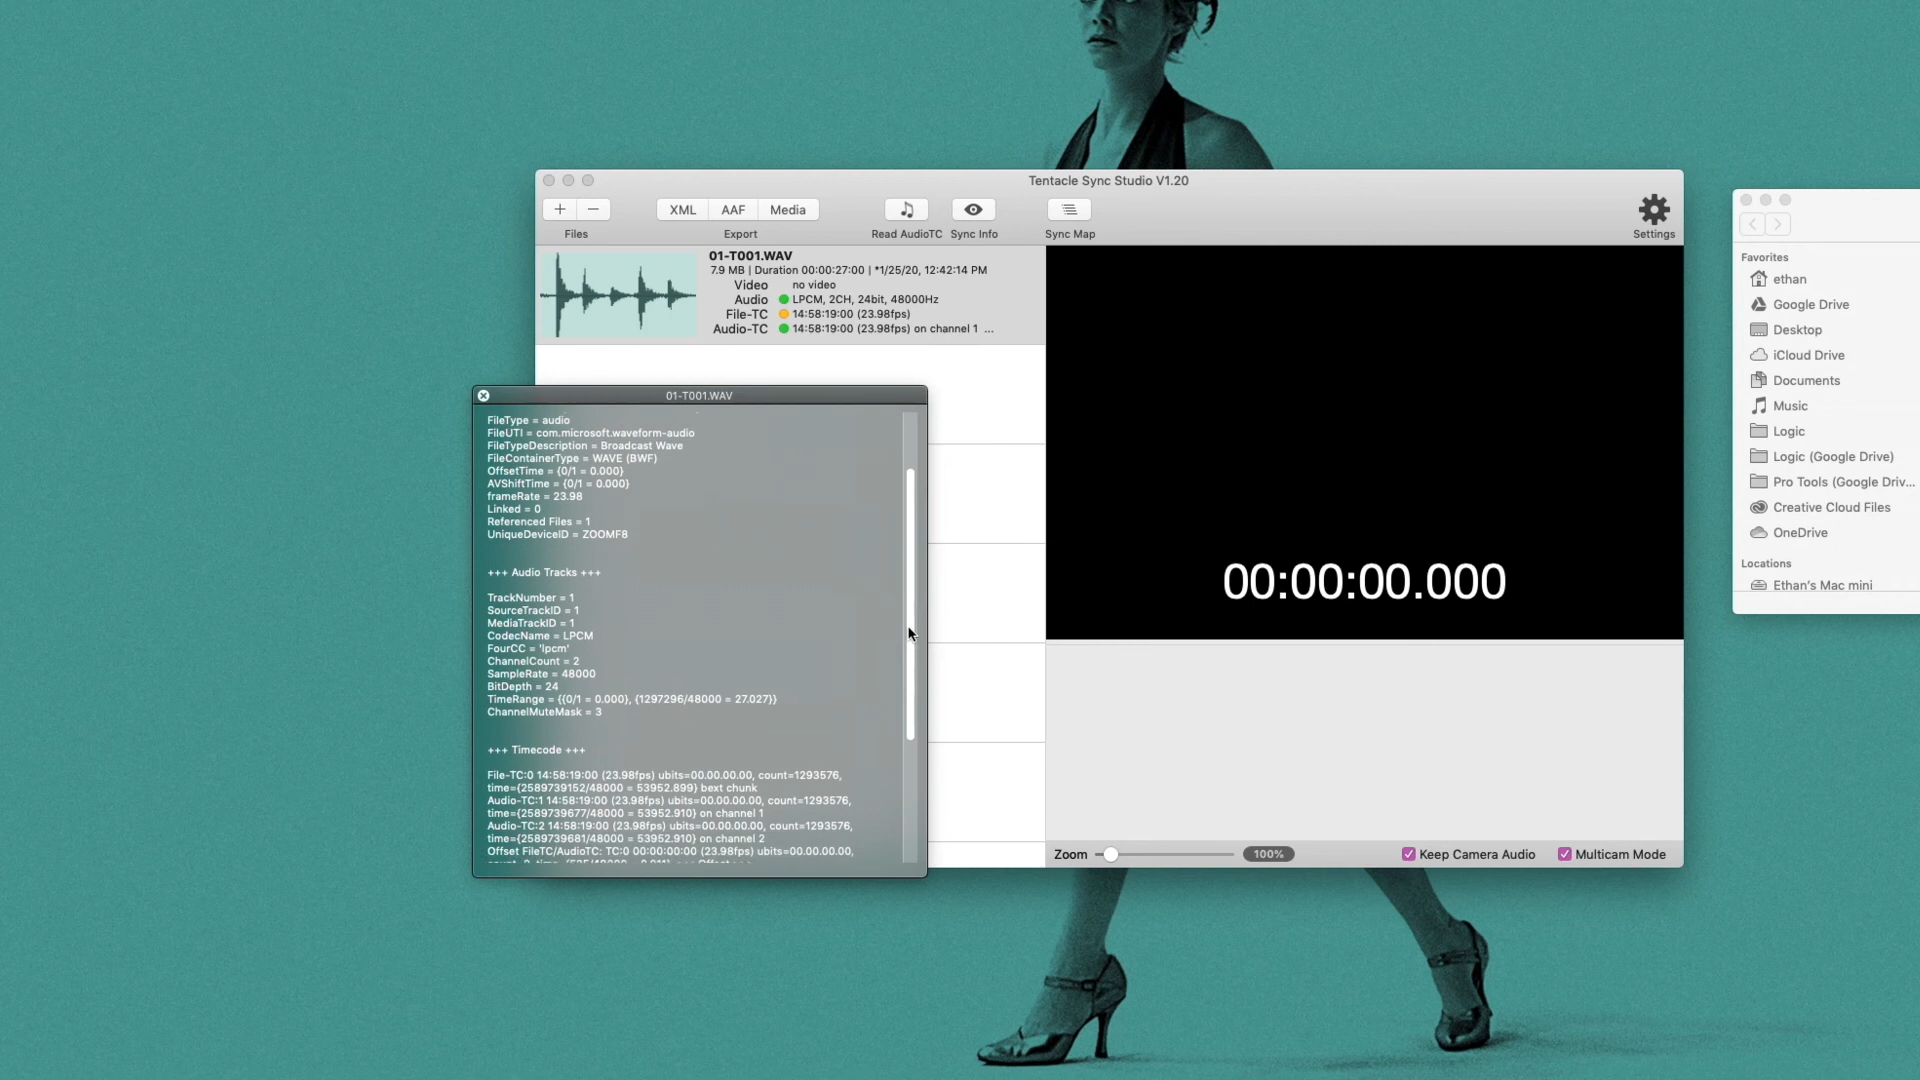 Tentacle Sync Studio V1.20
XML AAF Media
Files Export Read AudioTC Sync Info Sync Map Settings
01-T001.WAV
7.9 MB | Duration 00:00:27:00 | *1/25/20, 12:42:14 PM
Video no video
Audio LPCM, 2CH, 24bit, 48000Hz
File-TC 14:58:19:00 (23.98fps)
Audio-TC 14:58:19:00 (23.98fps) on channel 1 ...
01-T001.WAV
FileType = audio
FileUTI = com.microsoft.waveform-audio
FileTypeDescription = Broadcast Wave
FileContainerType = WAVE (BWF)
OffsetTime = {0/1 = 0.000}
AVShiftTime = {0/1 = 0.000}
frameRate = 23.98
Linked = 0
Referenced Files = 1
UniqueDeviceID = ZOOMF8
+++ Audio Tracks +++
TrackNumber = 1
SourceTrackID = 1
MediaTrackID = 1
CodecName = LPCM
FourCC = 'lpcm'
ChannelCount = 2
SampleRate = 48000
BitDepth = 24
TimeRange = {{0/1 = 0.000}, {1297296/48000 = 27.027}}
ChannelMuteMask = 3
+++ Timecode +++
File-TC:0 14:58:19:00 (23.98fps) ubits=00.00.00.00, count=1293576,
time={2589739152/48000 = 53952.899} bext chunk
Audio-TC:1 14:58:19:00 (23.98fps) ubits=00.00.00.00, count=1293576,
time={2589739677/48000 = 53952.910} on channel 1
Audio-TC:2 14:58:19:00 (23.98fps) ubits=00.00.00.00, count=1293576,
time={2589739681/48000 = 53952.910} on channel 2
Offset FileTC/AudioTC: TC:0 00:00:00:00 (23.98fps) ubits=00.00.00.00,
00:00:00.000
Zoom 100% Keep Camera Audio Multicam Mode
Favorites
ethan
Google Drive
Desktop
iCloud Drive
Documents
Music
Logic
Logic (Google Drive)
Pro Tools (Google Driv...
Creative Cloud Files
OneDrive
Locations
Ethan's Mac mini